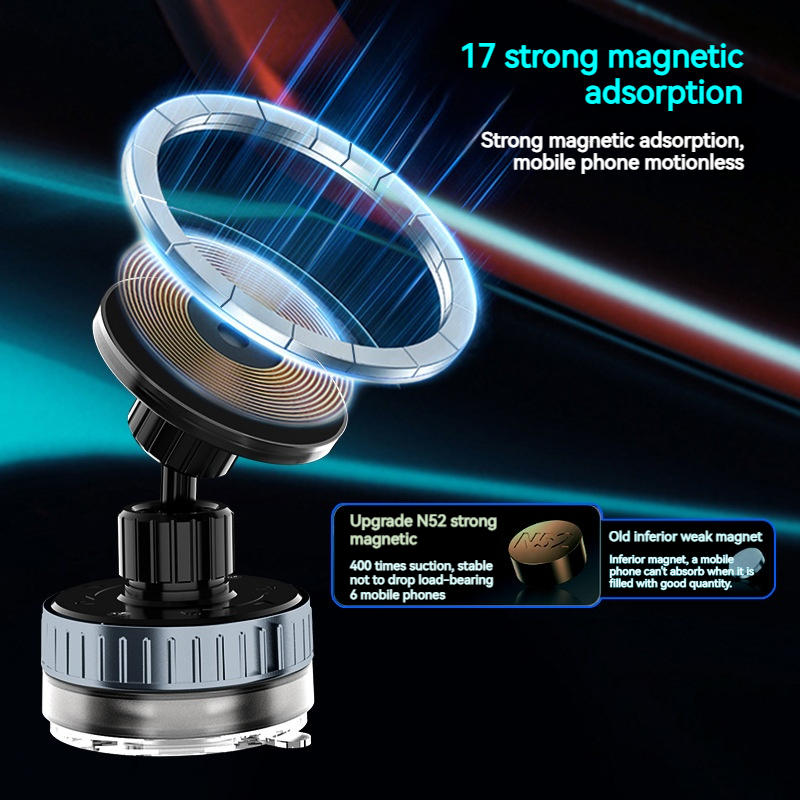 17 strong magnetic
adsorption
Strong magnetic adsorption,
mobile phone motionless
Upgrade N52 strong
magnetic
400 times suction, stable
not to drop load-bearing
6 mobile phones
N52
Old inferior weak magnet
Inferior magnet, a mobile
phone can't absorb when it is
filled with good quantity.